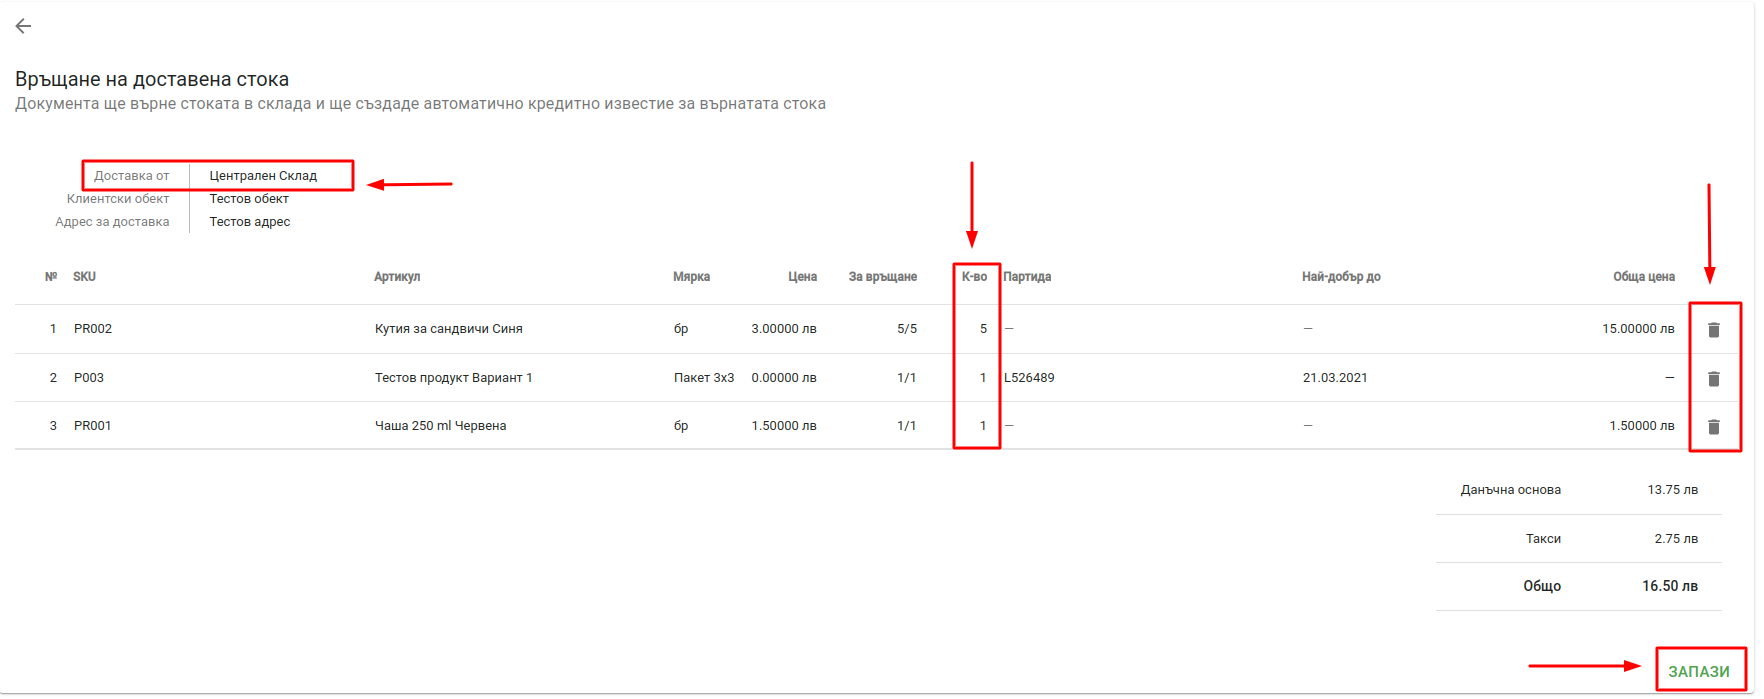 Връщане на доставена стока
Документа ще върне стоката в склада и ще създаде автоматично кредитно известие за върнатата стока
Доставка от Централен Склад
Клиентски обект Тестов обект
Адрес за доставка Тестов адрес
№ SKU Артикул Мярка Цена За връщане К-во Партида Най-добър до Обща цена
1 PR002 Кутия за сандвичи Синя бр 3.00000 лв 5/5 5 — — 15.00000 лв
2 P003 Тестов продукт Вариант 1 Пакет 3x3 0.00000 лв 1/1 1 L526489 21.03.2021 —
3 PR001 Чаша 250 ml Червена бр 1.50000 лв 1/1 1 — — 1.50000 лв
Данъчна основа 13.75 лв
Такси 2.75 лв
Общо 16.50 лв
ЗАПАЗИ